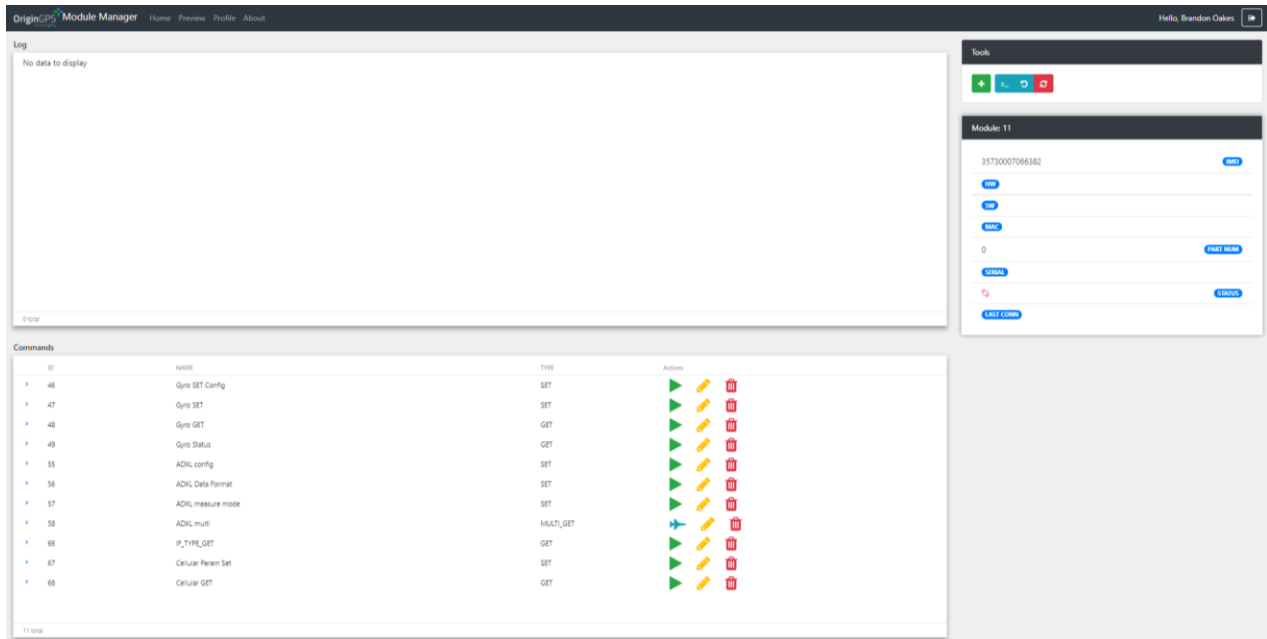 OriginGPS Module Manager Home Preview Profile About Hello, Brandon Oakes
Log
No data to display
0 total
Commands
ID NAME TYPE Actions
46 Gyro SET Config SET
47 Gyro SET SET
48 Gyro GET GET
49 Gyro Status GET
55 ADXL config SET
56 ADXL Data Format SET
57 ADXL measure mode SET
58 ADXL multi MULTI_GET
66 IP_TYPE_GET GET
67 Cellular Param Set SET
68 Cellular GET GET
11 total
Tools
Module: 11
35730007066382 IMEI
HW
SW
MAC
0 PART NUM
SERIAL
STATUS
LAST CONN